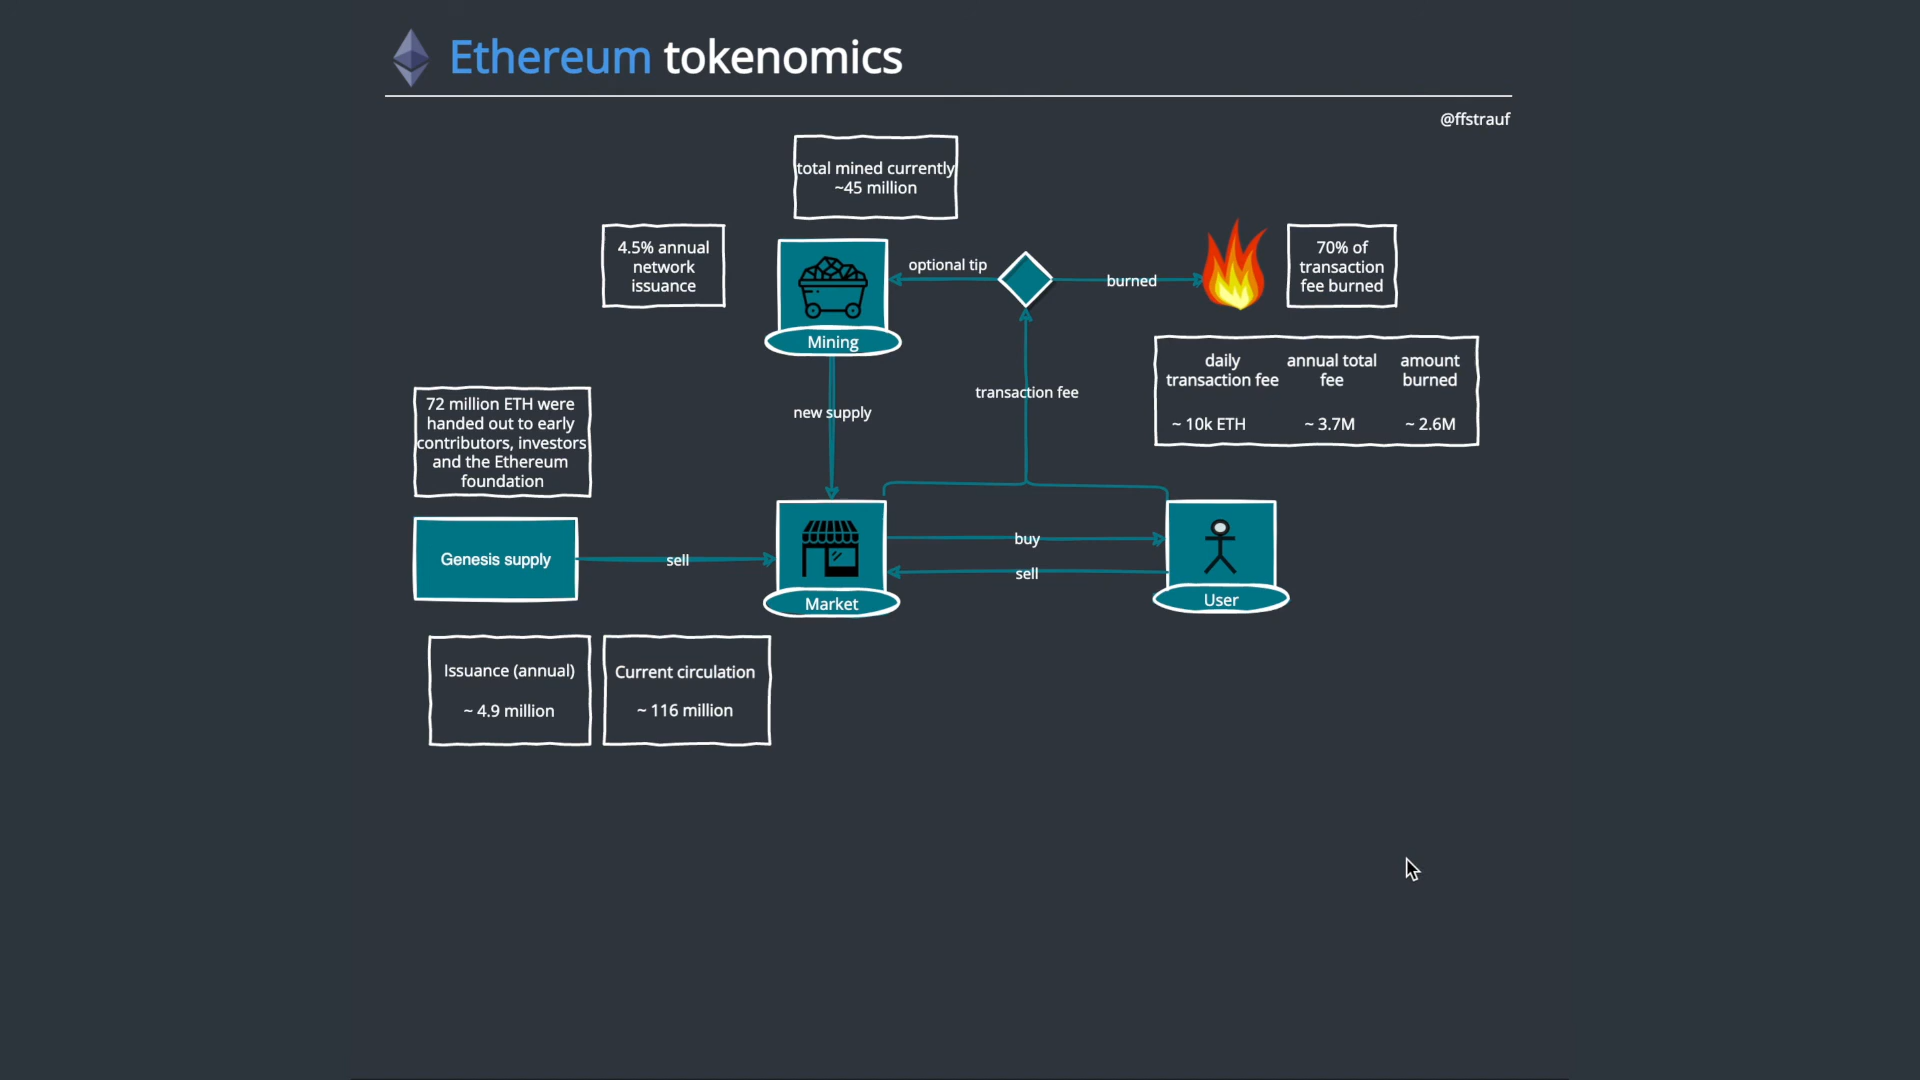 Ethereum tokenomics
@ffstrauf
total mined currently
~45 million
4.5% annual
network
issuance
optional tip
burned
70% of
transaction
fee burned
Mining
daily
transaction fee
annual total
fee
amount
burned
~ 10k ETH
~ 3.7M
~ 2.6M
new supply
transaction fee
72 million ETH were
handed out to early
contributors, investors
and the Ethereum
foundation
Genesis supply
sell
buy
sell
Market
User
Issuance (annual)
~ 4.9 million
Current circulation
~ 116 million